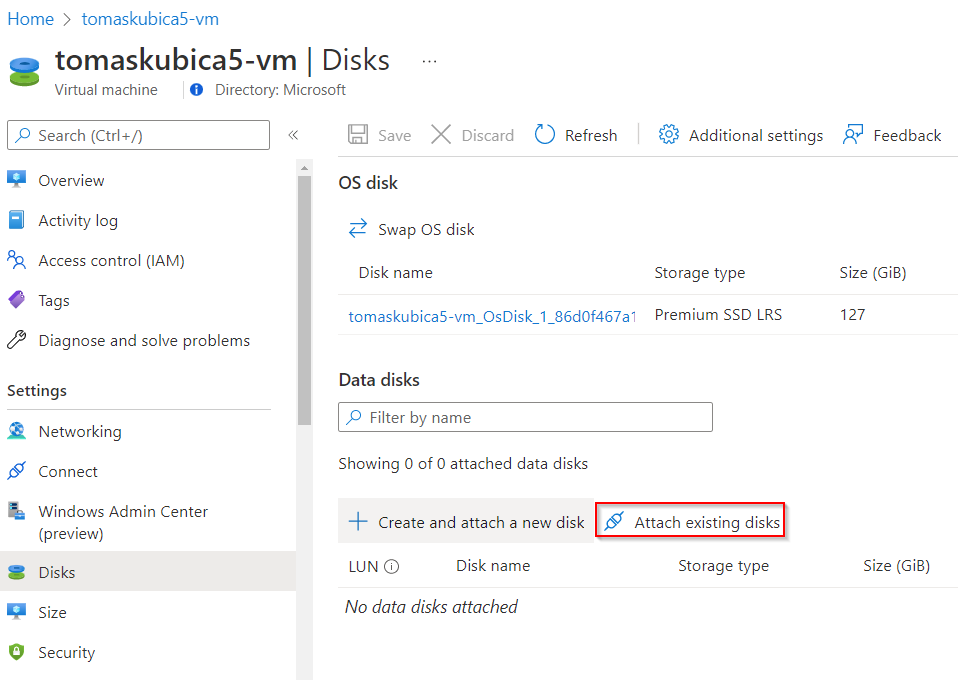 Home > tomaskubica5-vm
tomaskubica5-vm | Disks ...
Virtual machine
Directory: Microsoft
Search (Ctrl+/)
«
Overview
Activity log
Access control (IAM)
Tags
Diagnose and solve problems
Settings
Networking
Connect
Windows Admin Center
(preview)
Disks
Size
Security
Save
Discard
Refresh
Additional settings
Feedback
OS disk
Swap OS disk
Disk name Storage type Size (GiB)
tomaskubica5-vm_OsDisk_1_86d0f467a1 Premium SSD LRS 127
Data disks
Filter by name
Showing 0 of 0 attached data disks
Create and attach a new disk
Attach existing disks
LUN Disk name Storage type Size (GiB)
No data disks attached